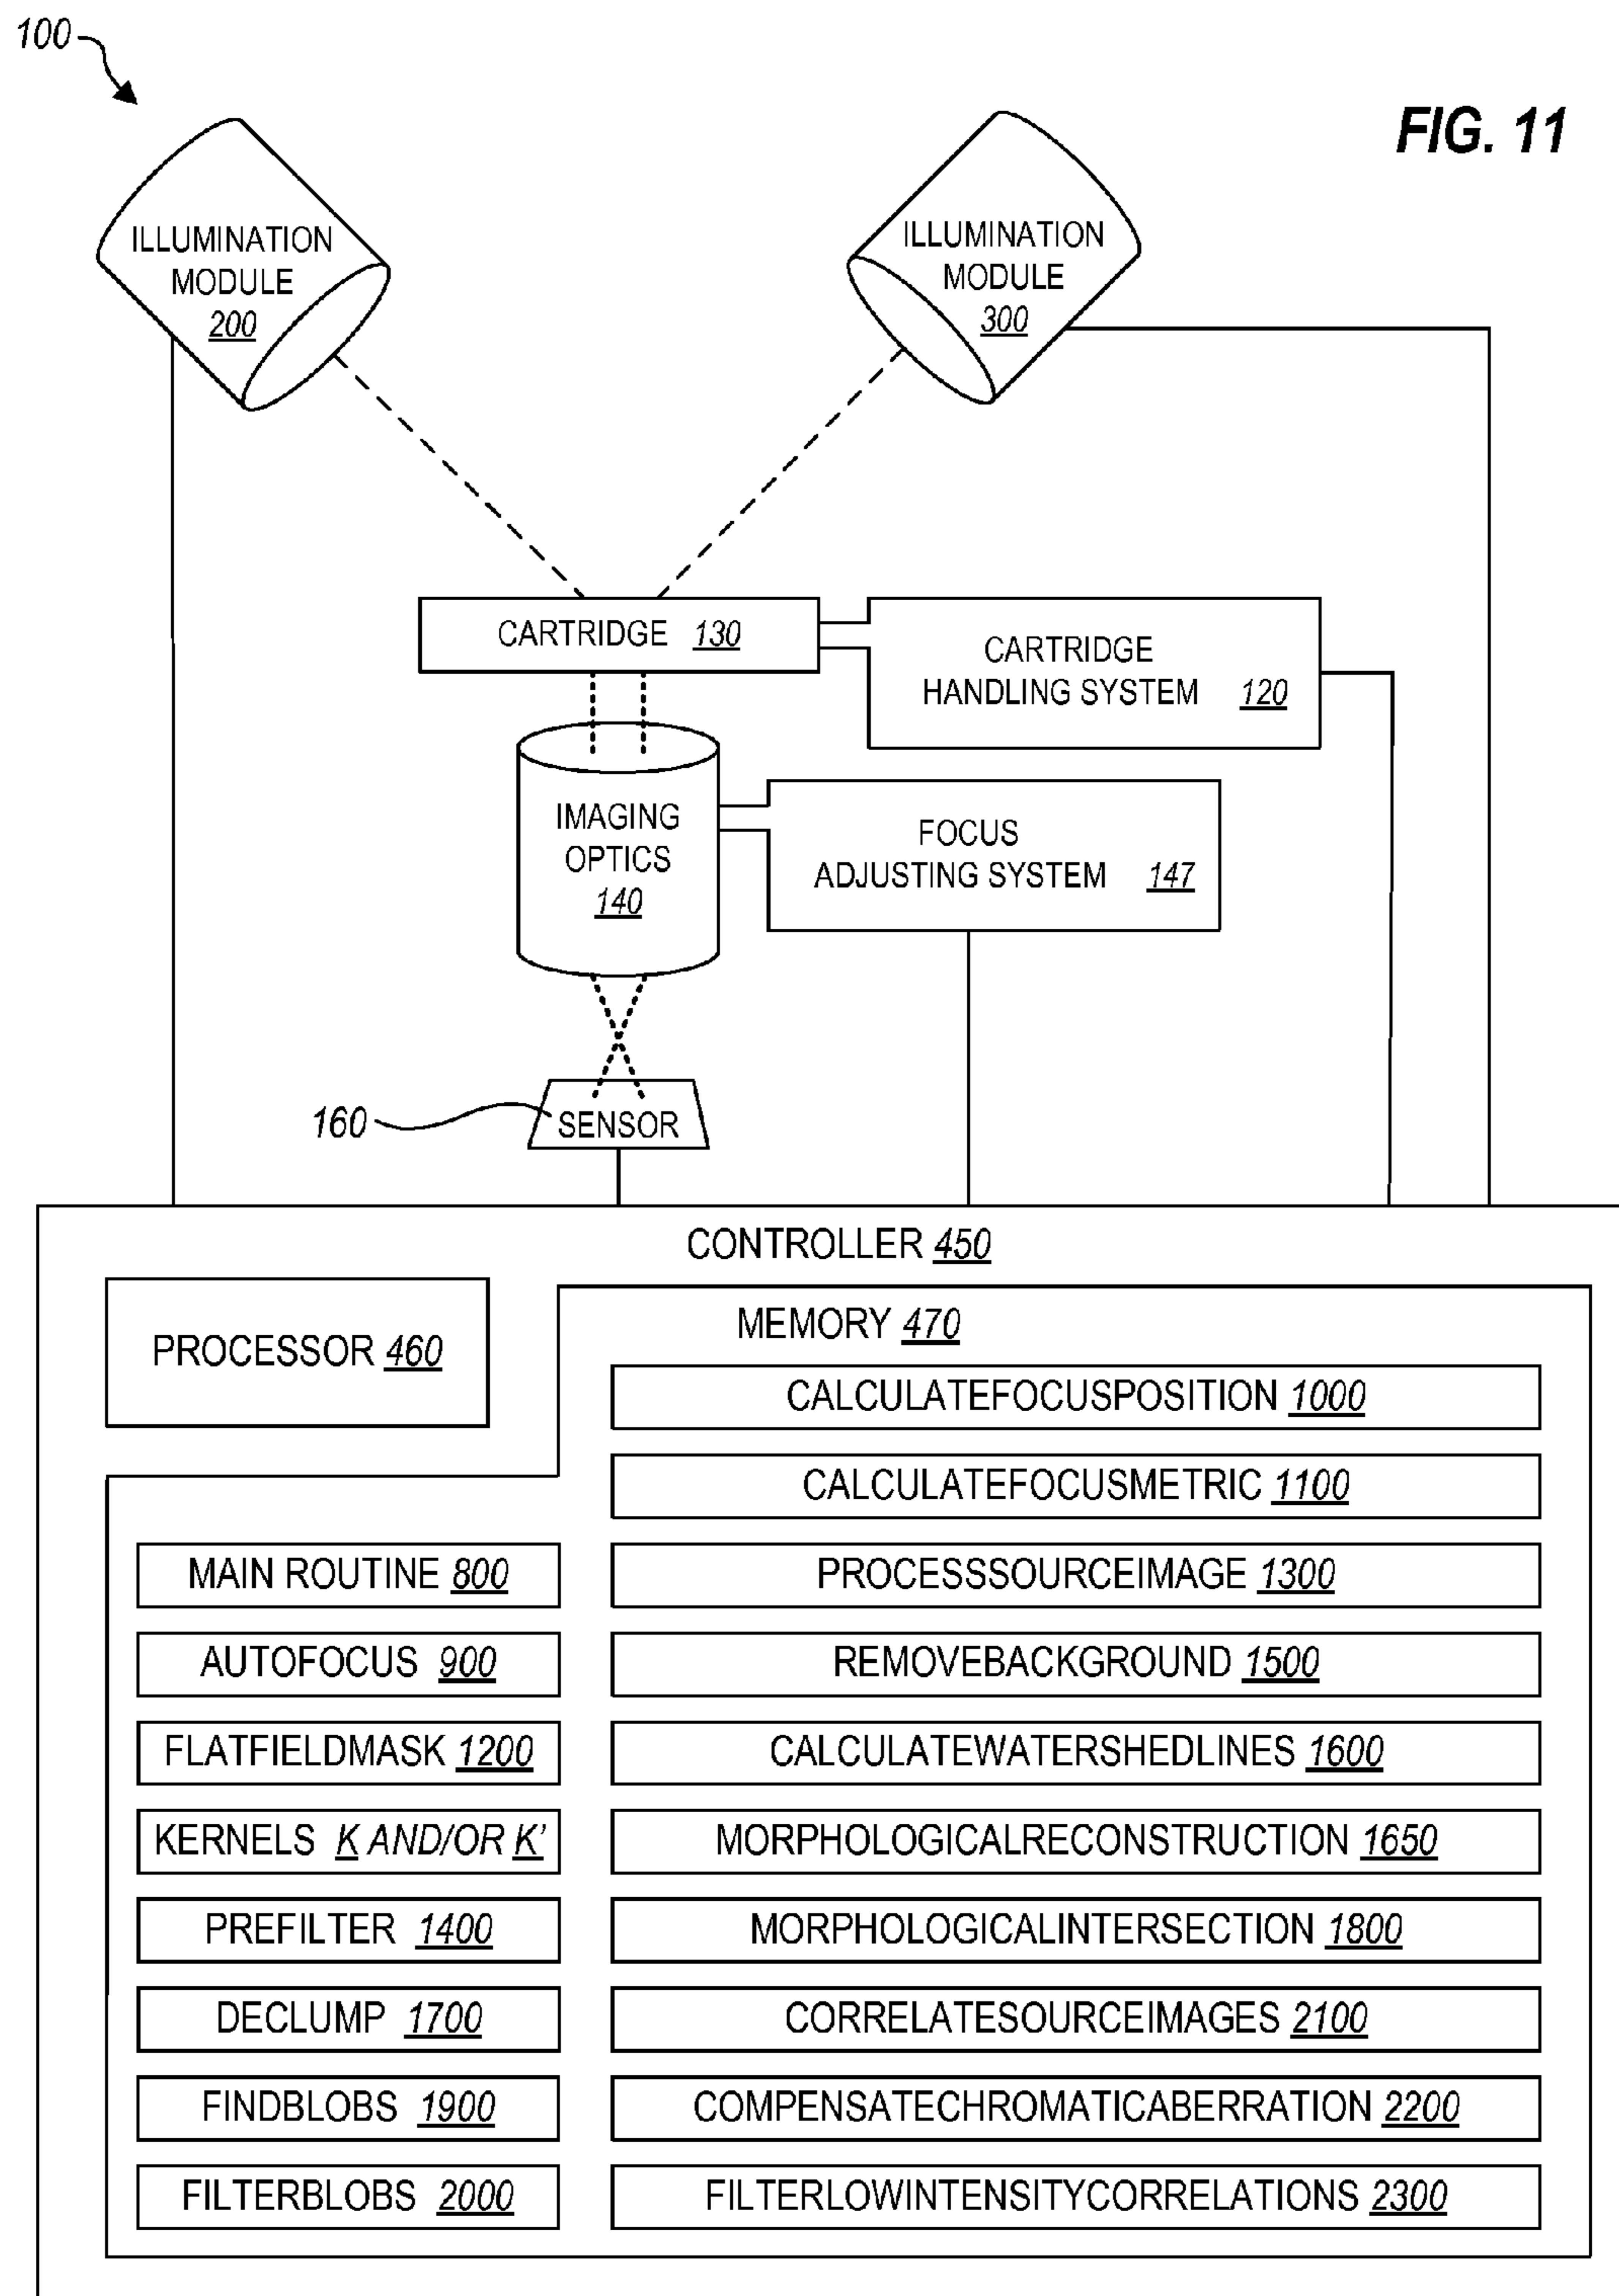 100
FIG. 11
ILLUMINATION
MODULE
200
ILLUMINATION
MODULE
300
CARTRIDGE 130
CARTRIDGE
HANDLING SYSTEM 120
IMAGING
OPTICS
140
FOCUS
ADJUSTING SYSTEM 147
160
SENSOR
CONTROLLER 450
PROCESSOR 460
MEMORY 470
CALCULATEFOCUSPOSITION 1000
CALCULATEFOCUSMETRIC 1100
MAIN ROUTINE 800
PROCESSSOURCEIMAGE 1300
AUTOFOCUS 900
REMOVEBACKGROUND 1500
FLATFIELDMASK 1200
CALCULATEWATERSHEDLINES 1600
KERNELS K AND/OR K'
MORPHOLOGICALRECONSTRUCTION 1650
PREFILTER 1400
MORPHOLOGICALINTERSECTION 1800
DECLUMP 1700
CORRELATESOURCEIMAGES 2100
FINDBLOBS 1900
COMPENSATECHROMATICABERRATION 2200
FILTERBLOBS 2000
FILTERLOWINTENSITYCORRELATIONS 2300